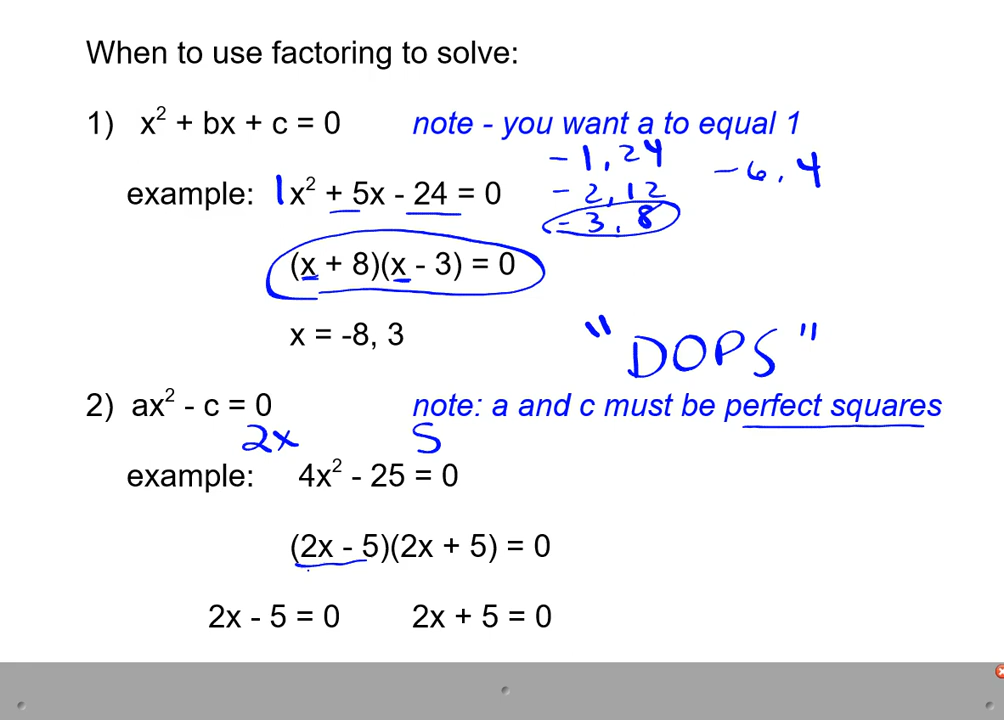 When to use factoring to solve:
1) x² + bx + c = 0 note - you want a to equal 1
- 1, 24
- 6, 4
example: 1x² + 5x - 24 = 0 - 2, 12
= 3, 8
(x + 8)(x - 3) = 0
x = -8, 3
"DOPS"
2) ax² - c = 0 note: a and c must be perfect squares
2x 5
example: 4x² - 25 = 0
(2x - 5)(2x + 5) = 0
2x - 5 = 0 2x + 5 = 0